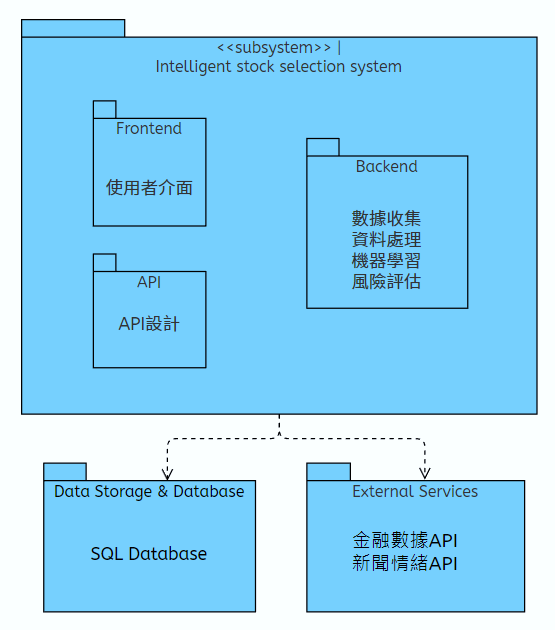 <<subsystem>> |
Intelligent stock selection system
Frontend
使用者介面
Backend
數據收集
資料處理
機器學習
風險評估
API
API設計
Data Storage & Database
SQL Database
External Services
金融數據API
新聞情緒API